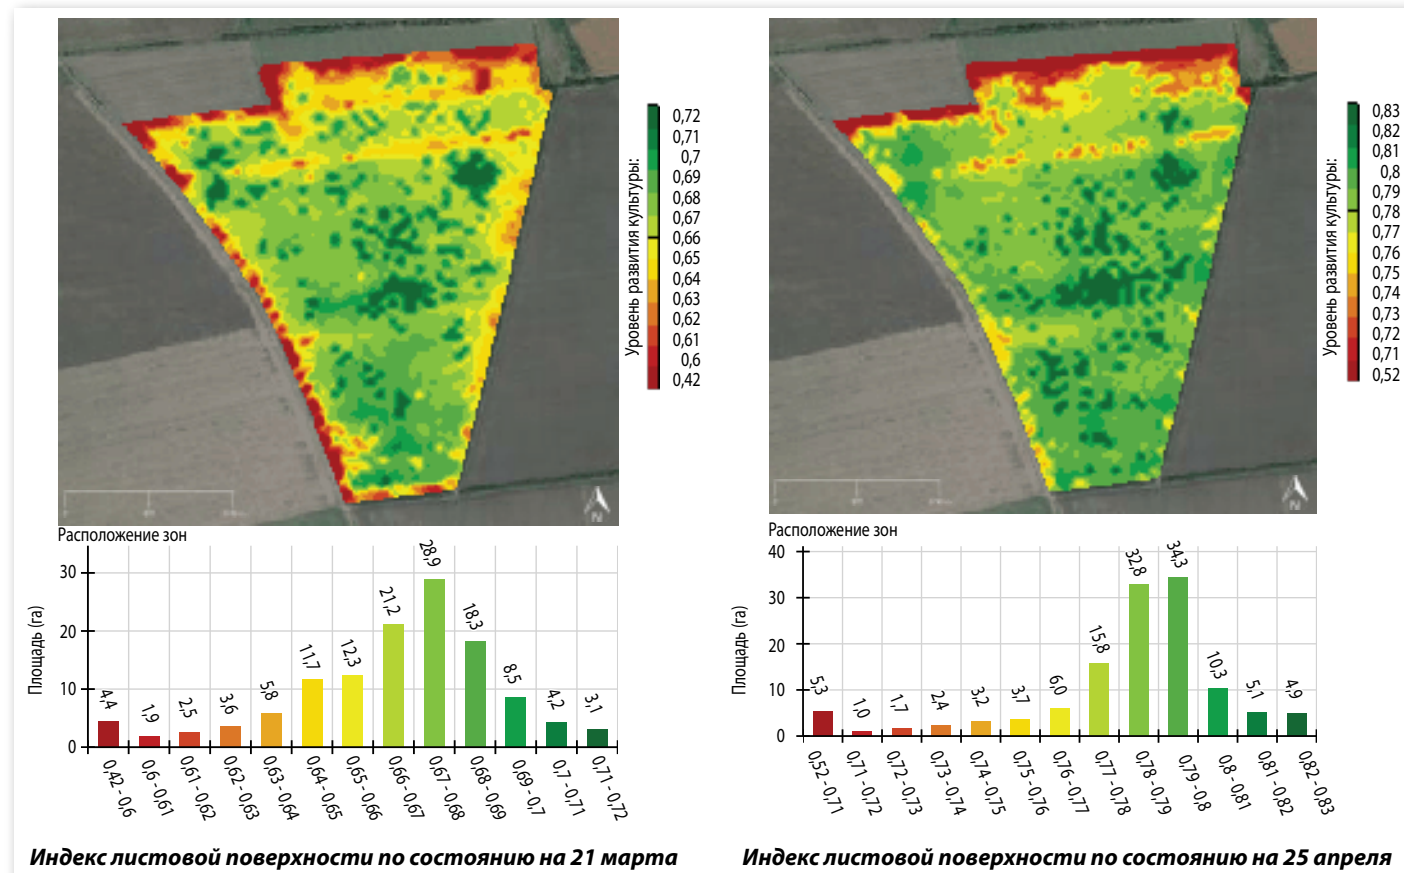 Уровень развития культуры:
0,72
0,71
0,7
0,69
0,68
0,67
0,66
0,65
0,64
0,63
0,62
0,61
0,6
0,42
Расположение зон
Площадь (га)
30
20
10
0
4,4
1,9
2,5
3,6
5,8
11,7
12,3
21,2
28,9
18,3
8,5
4,2
3,1
0,42 - 0,6
0,6 - 0,61
0,61 - 0,62
0,62 - 0,63
0,63 - 0,64
0,64 - 0,65
0,65 - 0,66
0,66 - 0,67
0,67 - 0,68
0,68 - 0,69
0,69 - 0,7
0,7 - 0,71
0,71 - 0,72
Индекс листовой поверхности по состоянию на 21 марта
Уровень развития культуры:
0,83
0,82
0,81
0,8
0,79
0,78
0,77
0,76
0,75
0,74
0,73
0,72
0,71
0,52
Расположение зон
Площадь (га)
40
30
20
10
0
5,3
1,0
1,7
2,4
3,2
3,7
6,0
15,8
32,8
34,3
10,3
5,1
4,9
0,52 - 0,71
0,71 - 0,72
0,72 - 0,73
0,73 - 0,74
0,74 - 0,75
0,75 - 0,76
0,76 - 0,77
0,77 - 0,78
0,78 - 0,79
0,79 - 0,8
0,8 - 0,81
0,81 - 0,82
0,82 - 0,83
Индекс листовой поверхности по состоянию на 25 апреля